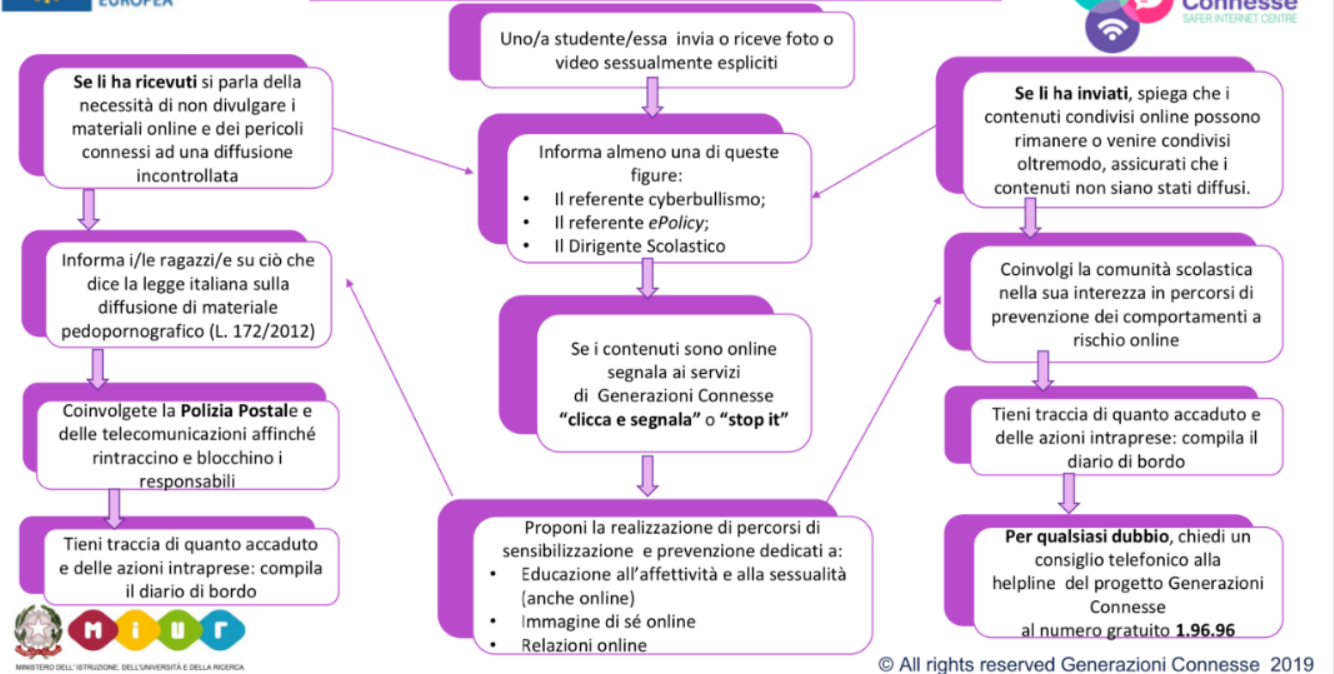 EUROPEA
Connesse
SAFER INTERNET CENTRE
Uno/a studente/essa invia o riceve foto o
video sessualmente espliciti
Se li ha ricevuti si parla della
necessità di non divulgare i
materiali online e dei pericoli
connessi ad una diffusione
incontrollata
Informa i/le ragazzi/e su ciò che
dice la legge italiana sulla
diffusione di materiale
pedopornografico (L. 172/2012)
Coinvolgete la Polizia Postale e
delle telecomunicazioni affinché
rintraccino e blocchino i
responsabili
Tieni traccia di quanto accaduto
e delle azioni intraprese: compila
il diario di bordo
Informa almeno una di queste
figure:
• Il referente cyberbullismo;
• Il referente ePolicy;
• Il Dirigente Scolastico
Se i contenuti sono online
segnala ai servizi
di Generazioni Connesse
“clicca e segnala” o “stop it”
Proponi la realizzazione di percorsi di
sensibilizzazione e prevenzione dedicati a:
• Educazione all'affettività e alla sessualità
(anche online)
• Immagine di sé online
• Relazioni online
Se li ha inviati, spiega che i
contenuti condivisi online possono
rimanere o venire condivisi
oltremodo, assicurati che i
contenuti non siano stati diffusi.
Coinvolgi la comunità scolastica
nella sua interezza in percorsi di
prevenzione dei comportamenti a
rischio online
Tieni traccia di quanto accaduto e
delle azioni intraprese: compila il
diario di bordo
Per qualsiasi dubbio, chiedi un
consiglio telefonico alla
helpline del progetto Generazioni
Connesse
al numero gratuito 1.96.96
MiUr
MINISTERO DELL'ISTRUZIONE, DELL'UNIVERSITÀ E DELLA RICERCA
© All rights reserved Generazioni Connesse 2019